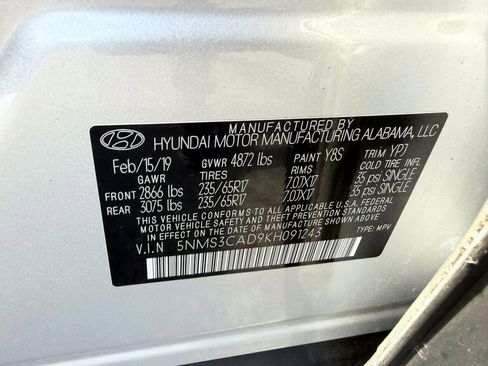 MANUFACTURED BY
HYUNDAI MOTOR MANUFACTURING ALABAMA, LLC
Feb/15/19 GVWR 4872 lbs PAINT Y8S TRIM YPJ
GAWR TIRES RIMS COLD TIRE INFL.
FRONT 2866 lbs 235/65R17 7.0JX17 35 psi SINGLE
REAR 3075 lbs 235/65R17 7.0JX17 35 psi SINGLE
THIS VEHICLE CONFORMS TO ALL APPLICABLE U.S.A. FEDERAL
MOTOR VEHICLE SAFETY, BUMPER, AND THEFT PREVENTION
STANDARDS IN EFFECT ON THE DATE OF MANUFACTURE SHOWN ABOVE.
V.I.N 5NMS3CAD9KH091243 TYPE: MPV